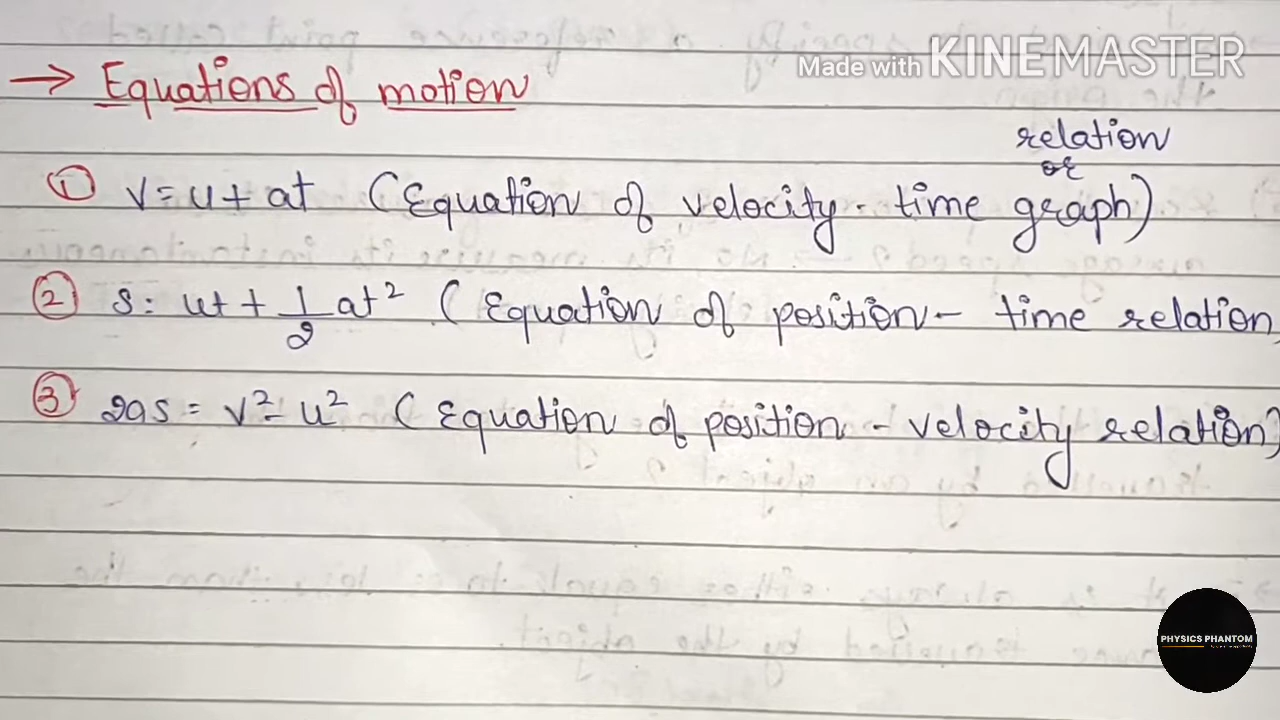 Made with KINEMASTER
→ Equations of motion
relation
or
① v = u + at (Equation of velocity - time graph)
② s = ut + 1/2 at² (Equation of position - time relation
③ 2as = v² - u² (Equation of position - velocity relation)
PHYSICS PHANTOM